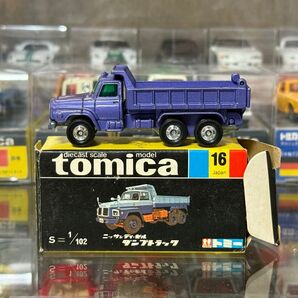 diecast scale model
tomica
16
Japan
S=1/102
ニッサンディーゼル
ダンプトラック
トミー